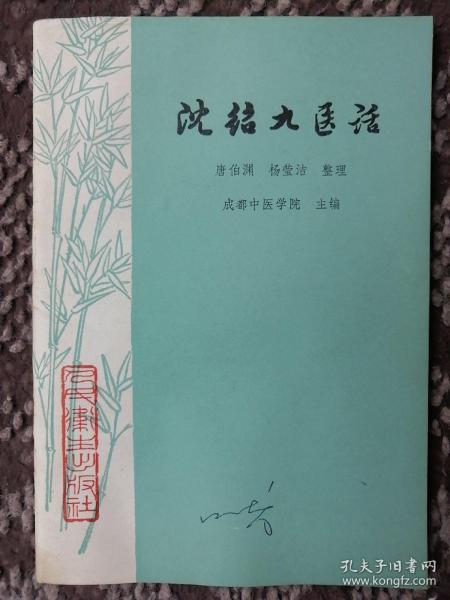 沈绍九医话
唐伯渊 杨莹洁 整理
成都中医学院 主编
人民卫生出版社
孔夫子旧书网
www.kongfz.com